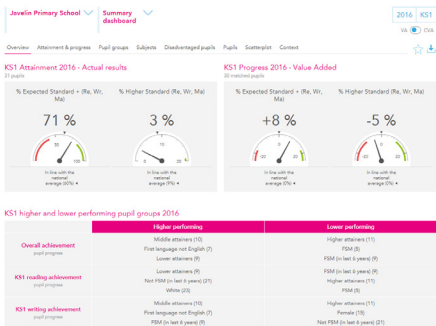 Javelin Primary School
Summary dashboard
2016 KS1
VA CVA
Overview Attainment & progress Pupil groups Subjects Disadvantaged pupils Pupils Scatterplot Context
KS1 Attainment 2016 - Actual results
31 pupils
% Expected Standard + (Re, Wr, Ma)
71 %
0 100
In line with the national average (60%)
% Higher Standard (Re, Wr, Ma)
3 %
0
In line with the national average (9%)
KS1 Progress 2016 - Value Added
30 matched pupils
% Expected Standard + (Re, Wr, Ma)
+8 %
-20 20
In line with the national average (0%)
% Higher Standard (Re, Wr, Ma)
-5 %
-20 20
In line with the national average (0%)
KS1 higher and lower performing pupil groups 2016
Higher performing Lower performing
Overall achievement
pupil progress
Middle attainers (10)
First language not English (7)
Lower attainers (9)
Higher attainers (11)
FSM (8)
FSM (in last 6 years) (9)
KS1 reading achievement
pupil progress
Lower attainers (9)
Not FSM (in last 6 years) (21)
White (23)
FSM (in last 6 years) (9)
Higher attainers (11)
FSM (8)
KS1 writing achievement
pupil progress
Middle attainers (10)
First language not English (7)
FSM (in last 6 years) (9)
Higher attainers (11)
Female (15)
Not FSM (in last 6 years) (21)